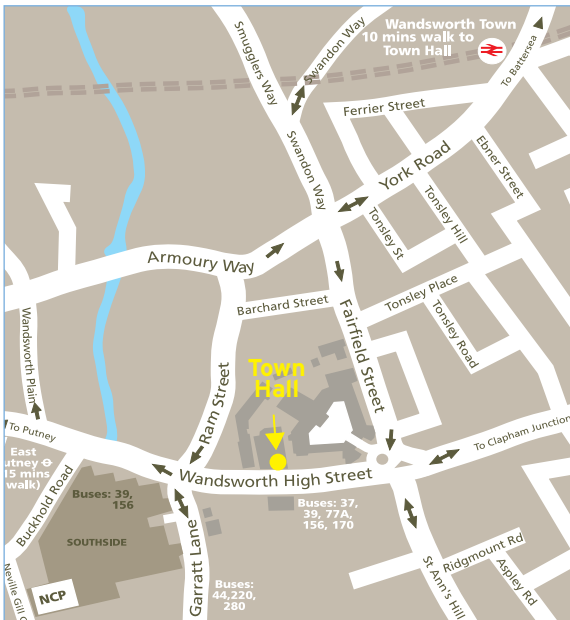 Wandsworth Town
10 mins walk to
Town Hall
Smugglers Way
Swandon Way
To Battersea
Ferrier Street
Swandon Way
York Road
Ebner Street
Tonsley St
Tonsley Hill
Armoury Way
Barchard Street
Tonsley Place
Fairfield Street
Tonsley Road
Wandsworth Plain
Ram Street
Town
Hall
To Putney
To Clapham Junction
East
utney
15 mins
walk)
Wandsworth High Street
Buckhold Road
Buses: 39,
156
Buses: 37,
39, 77A,
156, 170
SOUTHSIDE
Garratt Lane
St Ann's Hill
Ridgmount Rd
Aspley Rd
Neville Gill C
NCP
Buses:
44,220,
280